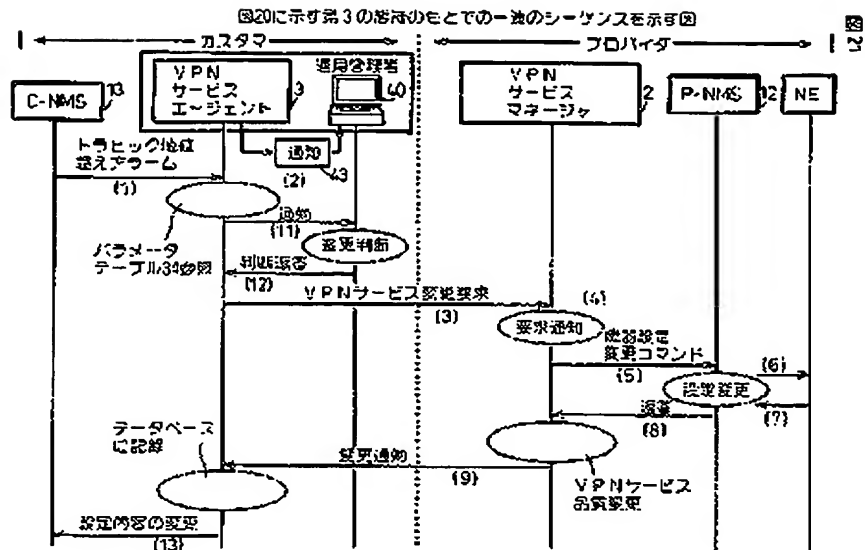 図20に示す第3の態様のもとでの一連のシーケンスを示す図
図21
カスタマ
プロバイダ
C-NMS
13
VPN
サービス
エージェント
3
運用管理者
40
VPN
サービス
マネージャ
2
P-NMS
12
NE
通知
43
(2)
トラヒック
越えアラーム
(1)
パラメータ
テーブル34参照
通知
(11)
変更判断
判断返答
(12)
VPNサービス変更要求
(3)
(4)
要求通知
機器設定
変更コマンド
(5)
(6)
設定変更
(7)
返答
(8)
データベース
に記録
変更通知
(9)
VPNサービス
品質変更
設定内容の変更
(13)